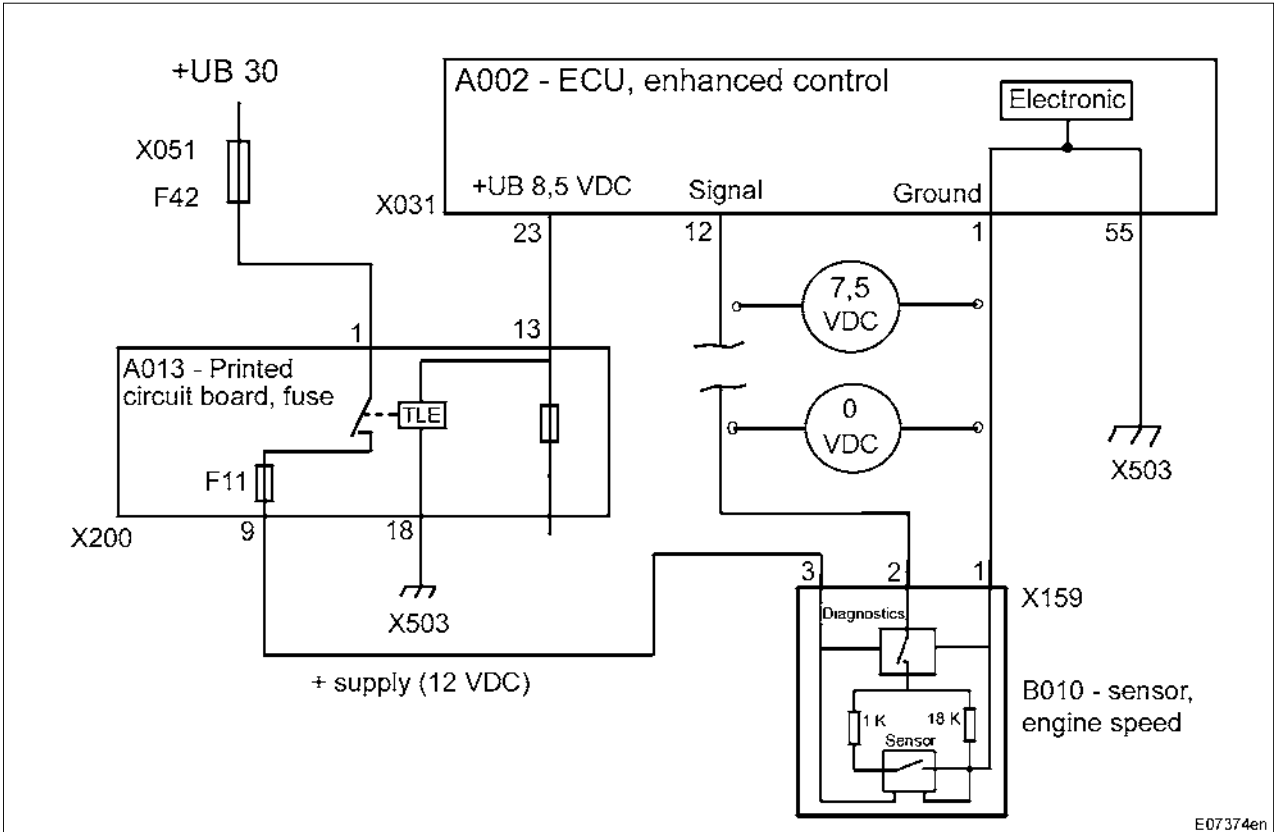 +UB 30
X051
F42
A002 - ECU, enhanced control
Electronic
+UB 8,5 VDC
Signal
Ground
X031
23
12
1
55
7,5
VDC
0
VDC
X503
1
13
A013 - Printed
circuit board, fuse
TLE
F11
X200
9
18
X503
+ supply (12 VDC)
3
2
1
X159
Diagnostics
1 K
18 K
Sensor
B010 - sensor,
engine speed
E07374en